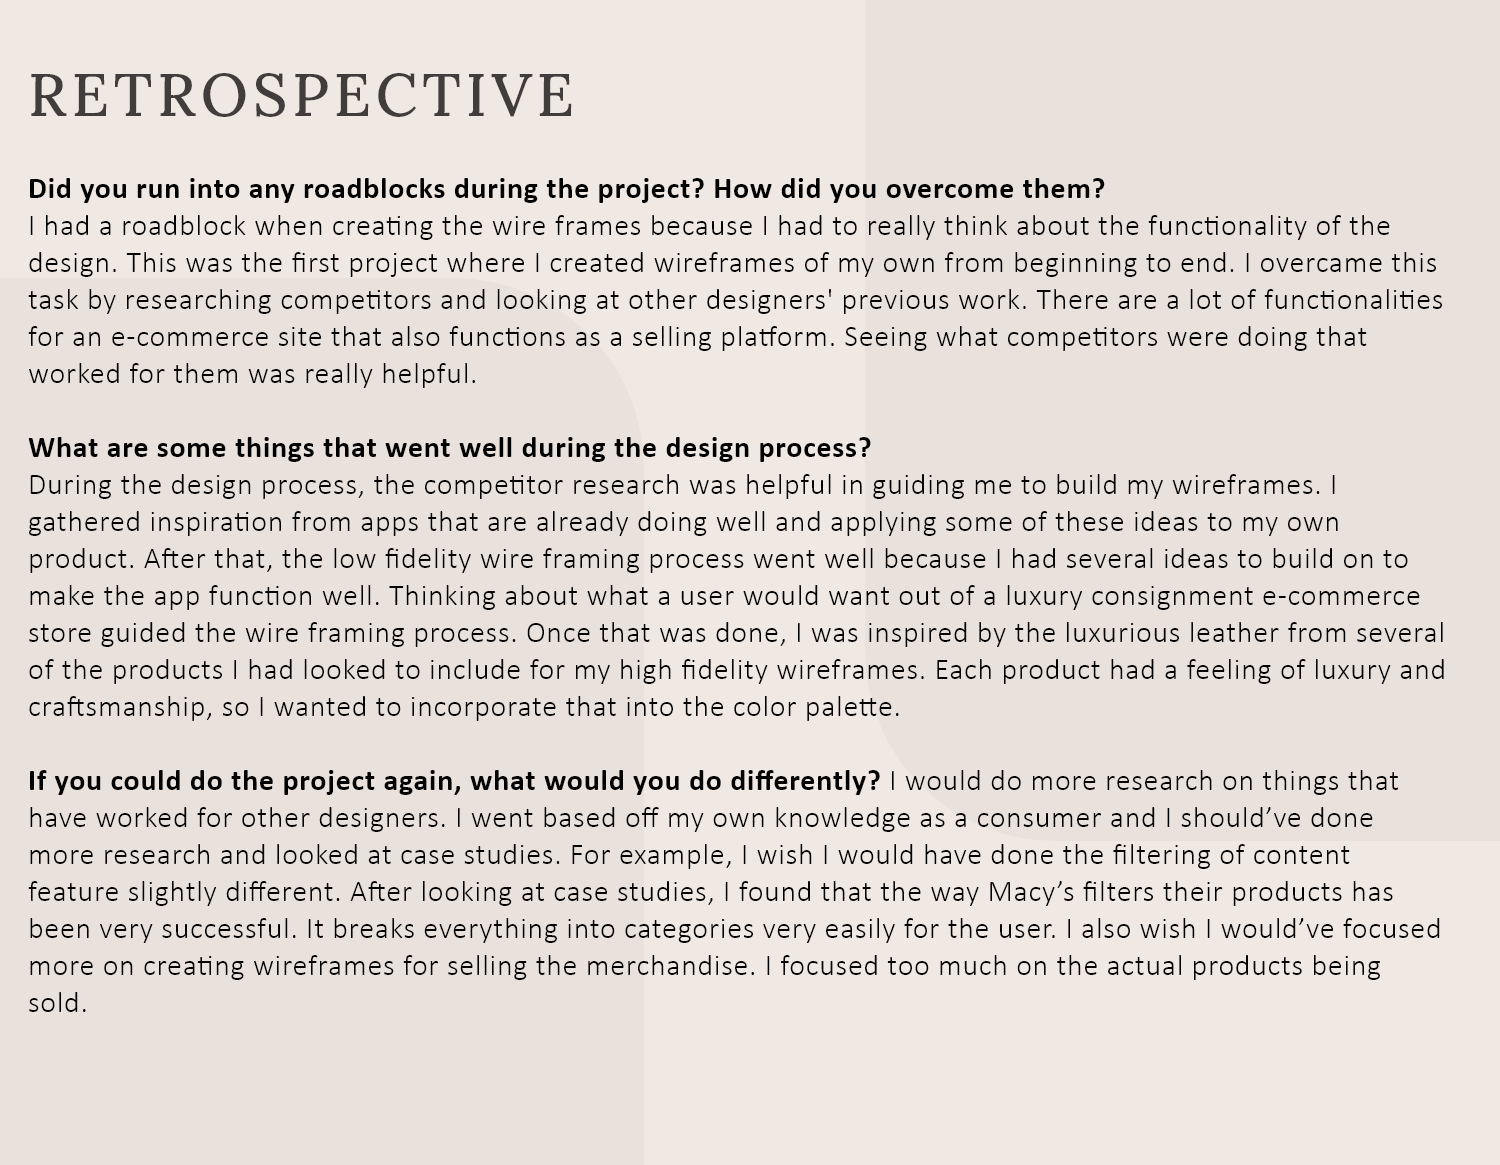 RETROSPECTIVE
Did you run into any roadblocks during the project? How did you overcome them?
I had a roadblock when creating the wire frames because I had to really think about the functionality of the
design. This was the first project where I created wireframes of my own from beginning to end. I overcame this
task by researching competitors and looking at other designers' previous work. There are a lot of functionalities
for an e-commerce site that also functions as a selling platform. Seeing what competitors were doing that
worked for them was really helpful.
What are some things that went well during the design process?
During the design process, the competitor research was helpful in guiding me to build my wireframes. I
gathered inspiration from apps that are already doing well and applying some of these ideas to my own
product. After that, the low fidelity wire framing process went well because I had several ideas to build on to
make the app function well. Thinking about what a user would want out of a luxury consignment e-commerce
store guided the wire framing process. Once that was done, I was inspired by the luxurious leather from several
of the products I had looked to include for my high fidelity wireframes. Each product had a feeling of luxury and
craftsmanship, so I wanted to incorporate that into the color palette.
If you could do the project again, what would you do differently? I would do more research on things that
have worked for other designers. I went based off my own knowledge as a consumer and I should’ve done
more research and looked at case studies. For example, I wish I would have done the filtering of content
feature slightly different. After looking at case studies, I found that the way Macy’s filters their products has
been very successful. It breaks everything into categories very easily for the user. I also wish I would’ve focused
more on creating wireframes for selling the merchandise. I focused too much on the actual products being
sold.